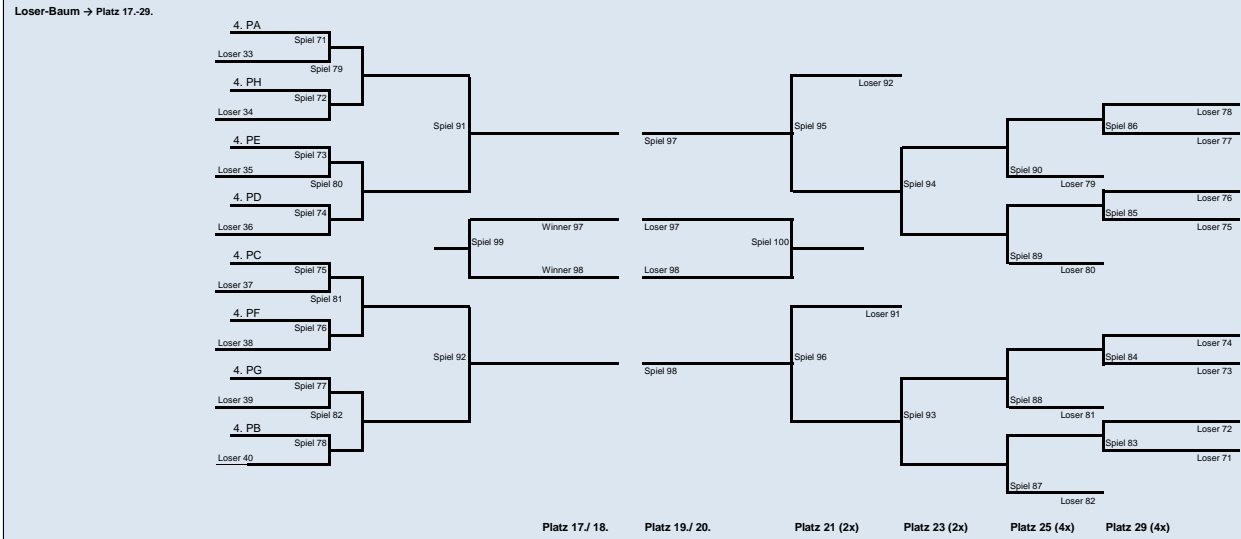 Loser-Baum → Platz 17.-29.
4. PA
Spiel 71
Loser 33
Spiel 79
4. PH
Spiel 72
Loser 34
Spiel 91
4. PE
Spiel 73
Loser 35
Spiel 80
4. PD
Spiel 74
Loser 36
4. PC
Spiel 75
Loser 37
Spiel 81
4. PF
Spiel 76
Loser 38
Spiel 92
4. PG
Spiel 77
Loser 39
Spiel 82
4. PB
Spiel 78
Loser 40
Winner 97
Spiel 99
Winner 98
Spiel 97
Loser 97
Spiel 100
Loser 98
Spiel 98
Loser 92
Spiel 95
Spiel 94
Loser 91
Spiel 96
Spiel 93
Spiel 90
Loser 79
Spiel 89
Loser 80
Spiel 88
Loser 81
Spiel 87
Loser 82
Loser 78
Spiel 86
Loser 77
Loser 76
Spiel 85
Loser 75
Loser 74
Spiel 84
Loser 73
Loser 72
Spiel 83
Loser 71
Platz 17./ 18. Platz 19./ 20. Platz 21 (2x) Platz 23 (2x) Platz 25 (4x) Platz 29 (4x)